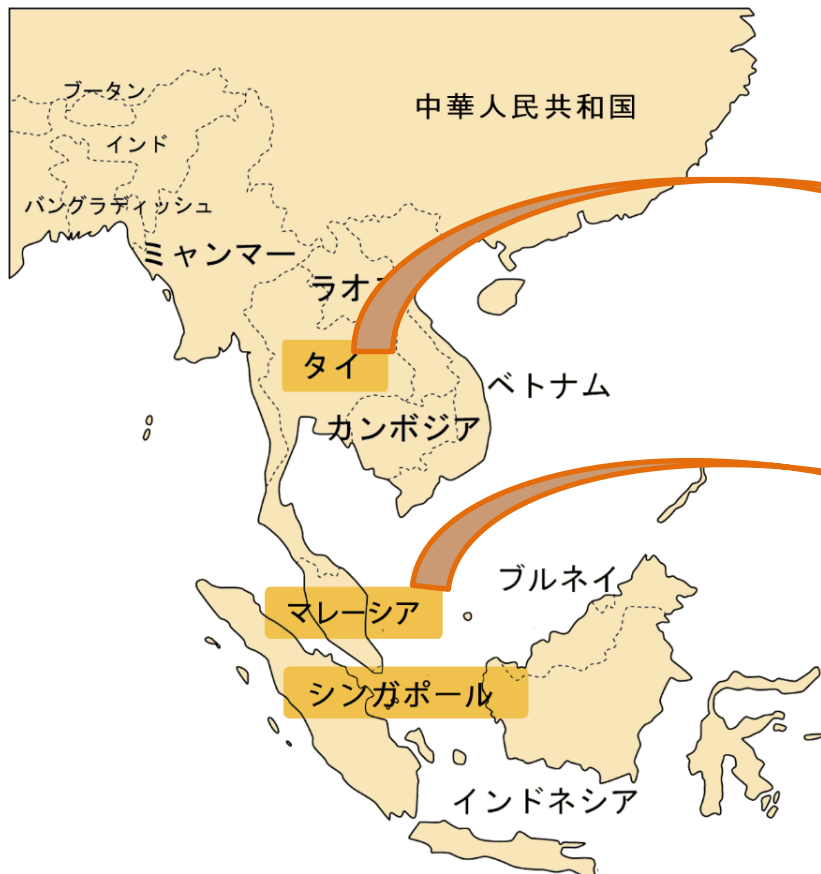 ブータン
中華人民共和国
インド
バングラディッシュ
ミャンマー
ラオス
タイ
ベトナム
カンボジア
ブルネイ
マレーシア
シンガポール
インドネシア